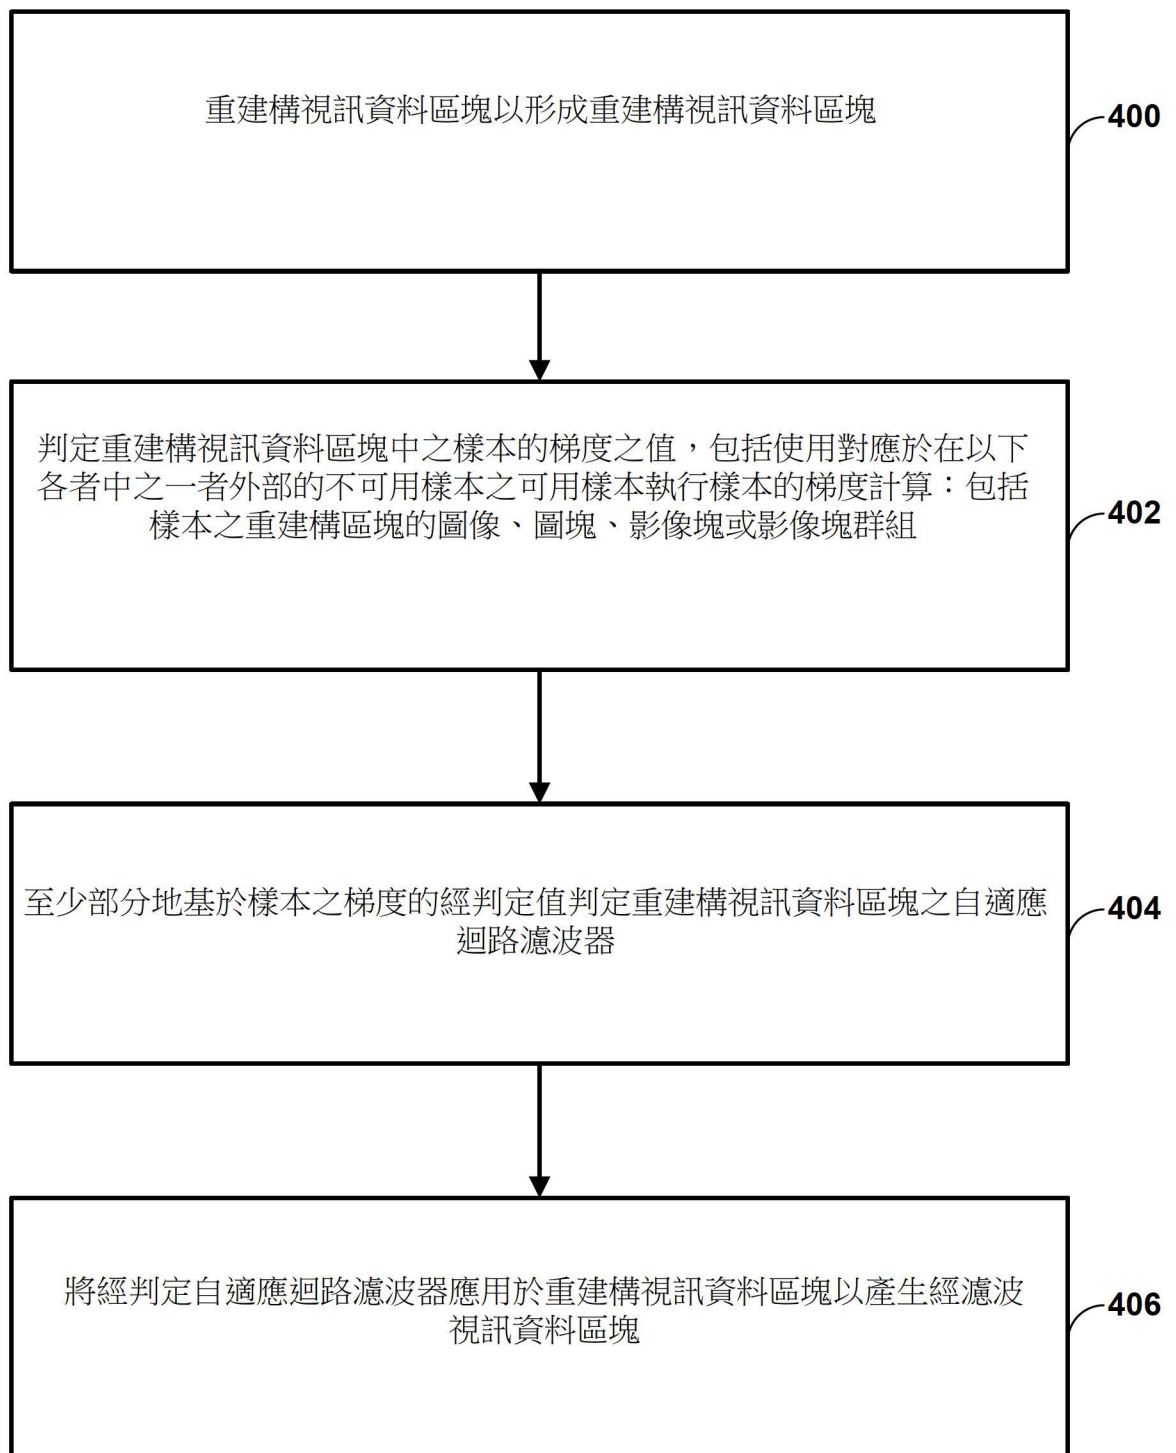 重建構視訊資料區塊以形成重建構視訊資料區塊
400
判定重建構視訊資料區塊中之樣本的梯度之值，包括使用對應於在以下
各者中之一者外部的不可用樣本之可用樣本執行樣本的梯度計算：包括
樣本之重建構區塊的圖像、圖塊、影像塊或影像塊群組
402
至少部分地基於樣本之梯度的經判定值判定重建構視訊資料區塊之自適應
迴路濾波器
404
將經判定自適應迴路濾波器應用於重建構視訊資料區塊以產生經濾波
視訊資料區塊
406